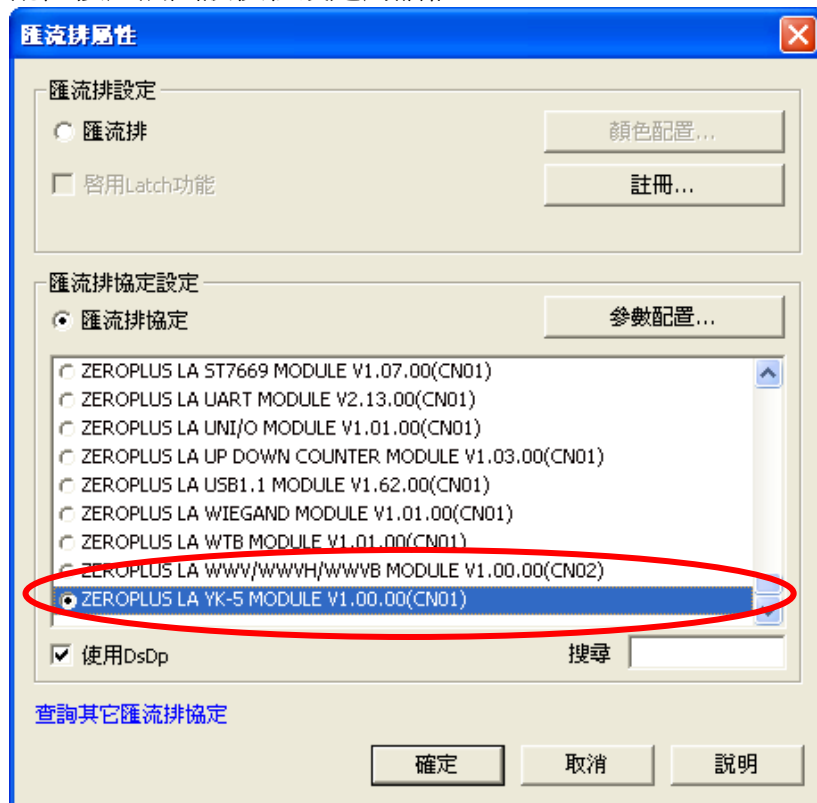 匯流排屬性
匯流排設定
匯流排
顏色配置...
啓用Latch功能
註冊...
匯流排協定設定
匯流排協定
參數配置...
ZEROPLUS LA ST7669 MODULE V1.07.00(CN01)
ZEROPLUS LA UART MODULE V2.13.00(CN01)
ZEROPLUS LA UNI/O MODULE V1.01.00(CN01)
ZEROPLUS LA UP DOWN COUNTER MODULE V1.03.00(CN01)
ZEROPLUS LA USB1.1 MODULE V1.62.00(CN01)
ZEROPLUS LA WIEGAND MODULE V1.01.00(CN01)
ZEROPLUS LA WTB MODULE V1.01.00(CN01)
ZEROPLUS LA WWV/WWVH/WWVB MODULE V1.00.00(CN02)
ZEROPLUS LA YK-5 MODULE V1.00.00(CN01)
使用DsDp
搜尋
查詢其它匯流排協定
確定
取消
說明